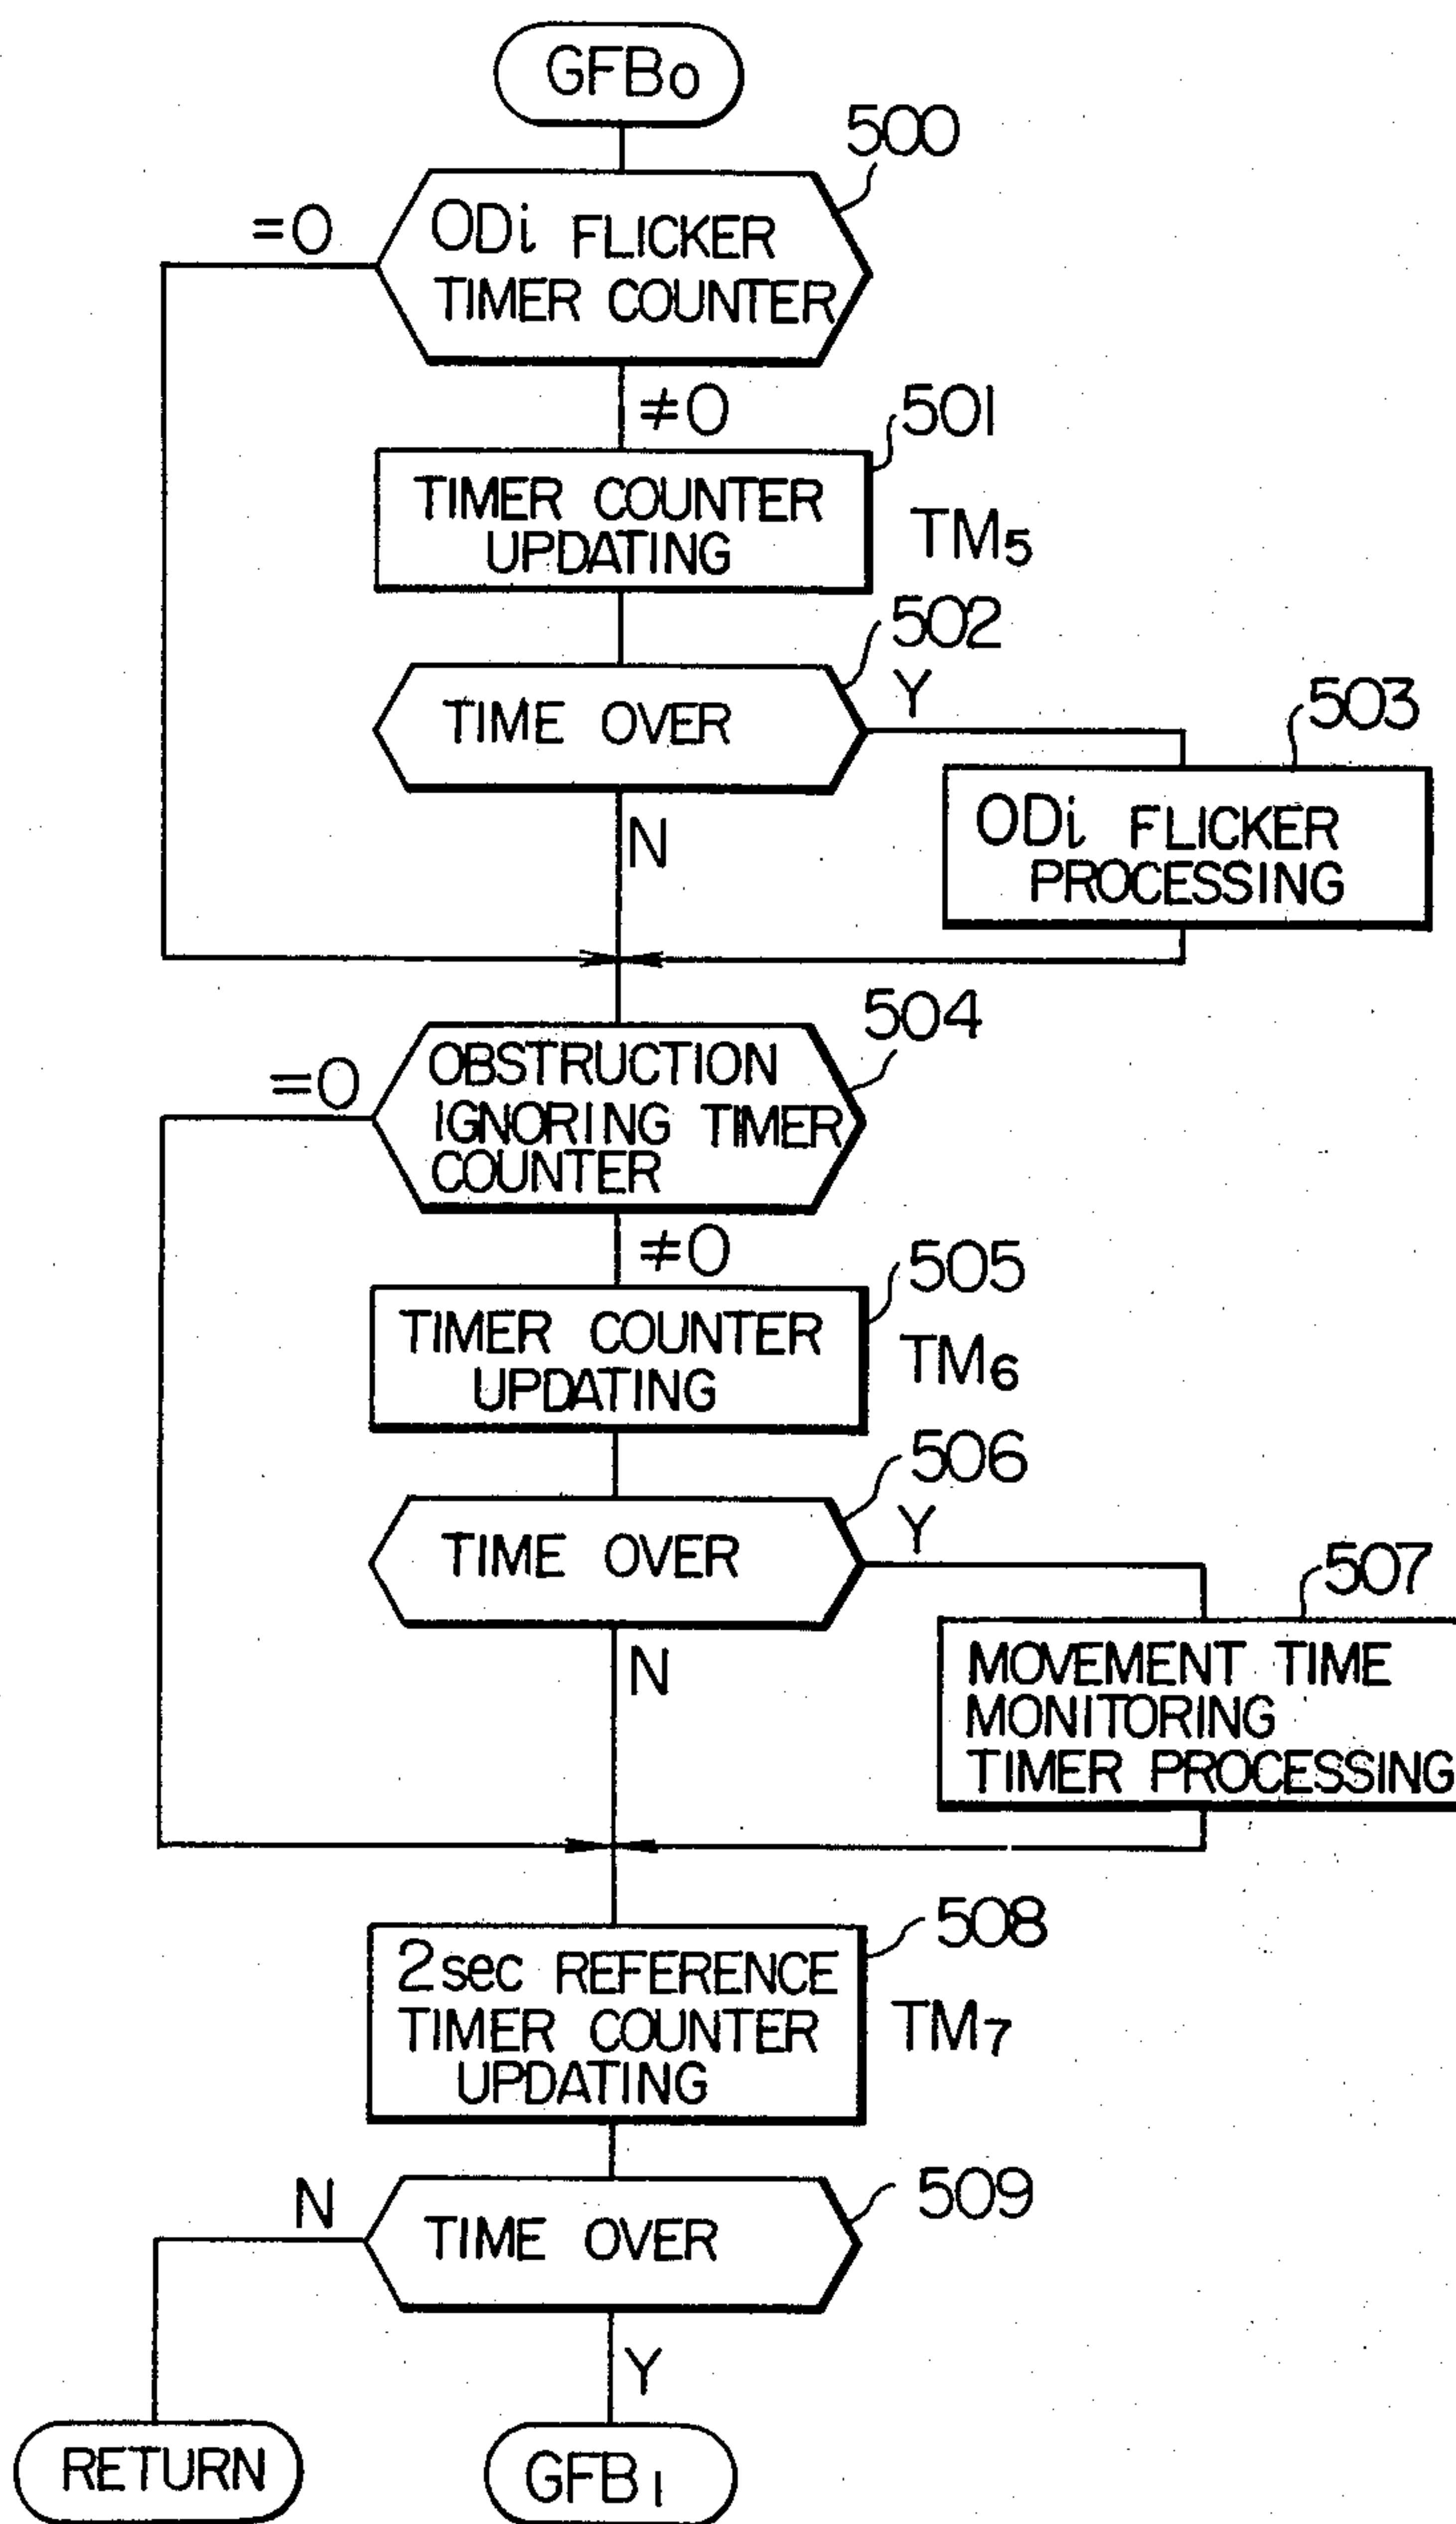 GFB0
500
=0
ODi FLICKER
TIMER COUNTER
≠0
501
TIMER COUNTER
UPDATING
TM5
502
TIME OVER
Y
503
N
ODi FLICKER
PROCESSING
504
=0
OBSTRUCTION
IGNORING TIMER
COUNTER
≠0
505
TIMER COUNTER
UPDATING
TM6
506
TIME OVER
Y
507
N
MOVEMENT TIME
MONITORING
TIMER PROCESSING
508
2sec REFERENCE
TIMER COUNTER
UPDATING
TM7
509
N
TIME OVER
Y
RETURN
GFB1